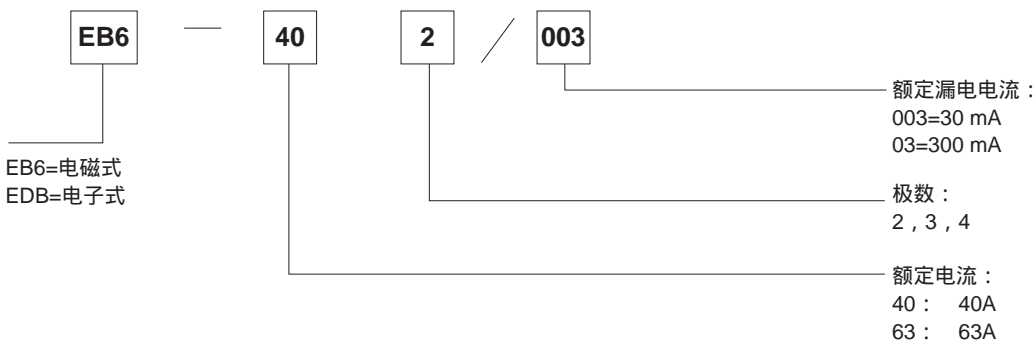 EB6 — 40 2 / 003
额定漏电电流：
003=30 mA
03=300 mA
EB6=电磁式
EDB=电子式
极数：
2，3，4
额定电流：
40： 40A
63： 63A